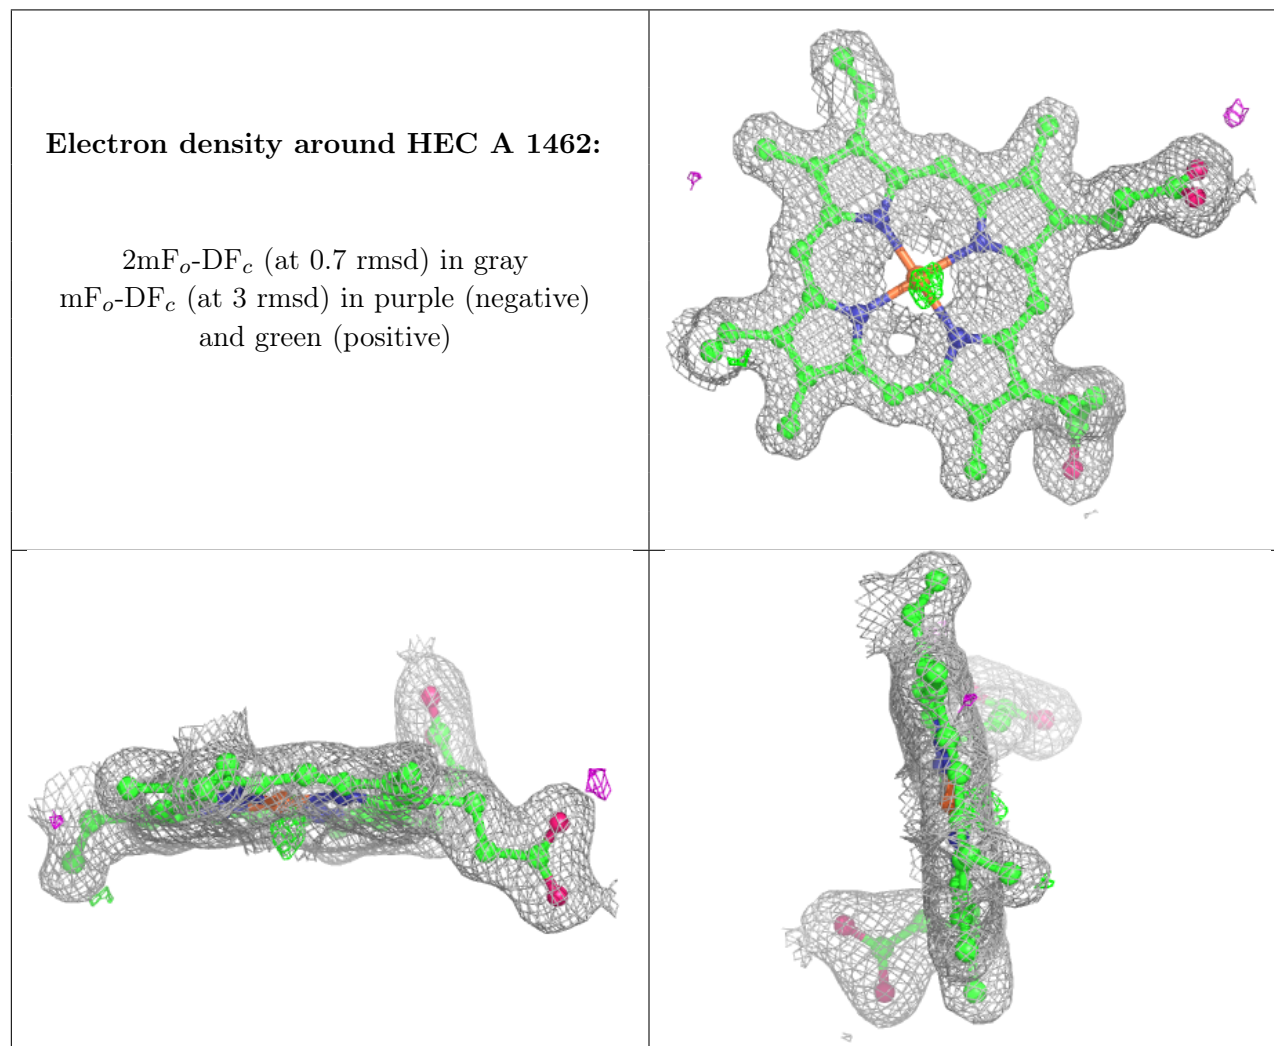 Electron density around HEC A 1462:
2mFo-DFc (at 0.7 rmsd) in gray
mFo-DFc (at 3 rmsd) in purple (negative)
and green (positive)